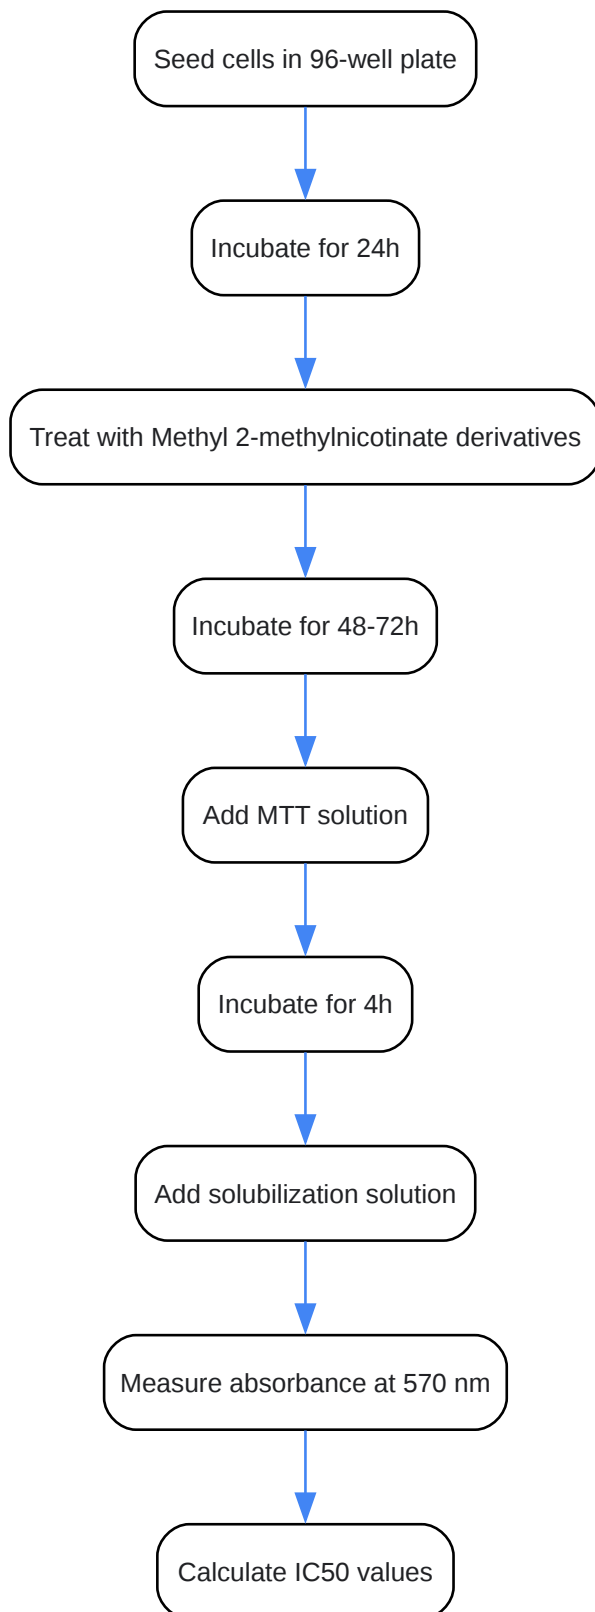 Seed cells in 96-well plate
Incubate for 24h
Treat with Methyl 2-methylnicotinate derivatives
Incubate for 48-72h
Add MTT solution
Incubate for 4h
Add solubilization solution
Measure absorbance at 570 nm
Calculate IC50 values